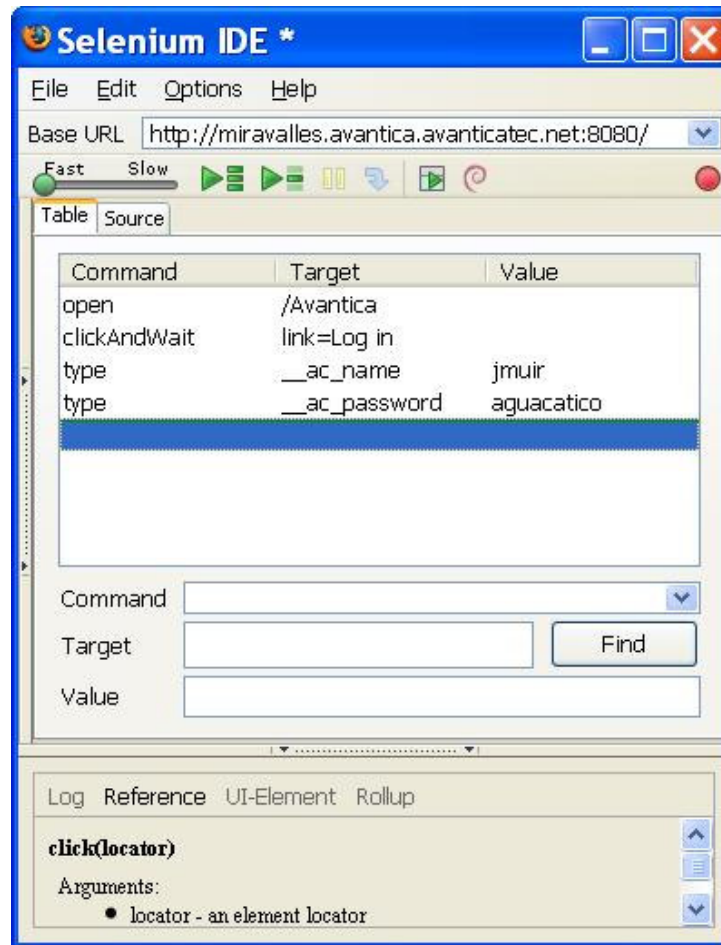 Selenium IDE *
File Edit Options Help
Base URL http://miravalles.avantica.avanticatec.net:8080/
Fast Slow
Table Source
Command Target Value
open /Avantica
clickAndWait link=Log in
type __ac_name jmuir
type __ac_password aguacatico
Command
Target Find
Value
Log Reference UI-Element Rollup
click(locator)
Arguments:
● locator - an element locator